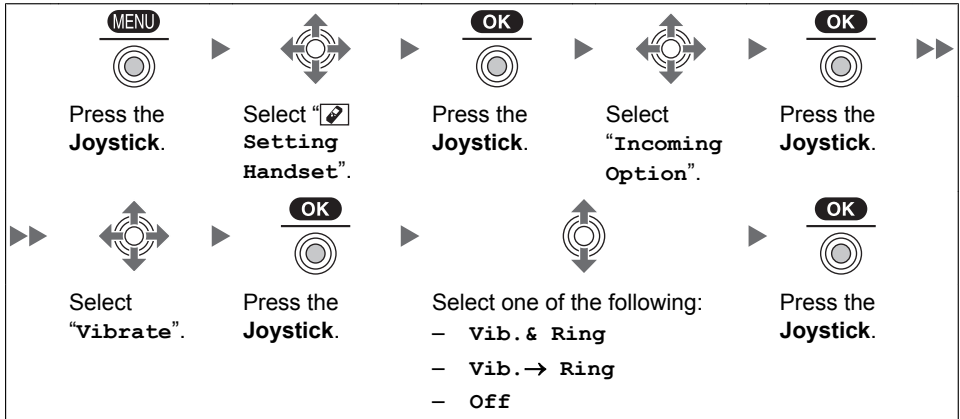 MENU
OK
OK
Press the
Joystick.
Select “
Setting
Handset”.
Press the
Joystick.
Select
“Incoming
Option”.
Press the
Joystick.
OK
OK
Select
“Vibrate”.
Press the
Joystick.
Select one of the following:
– Vib.& Ring
– Vib.→ Ring
– Off
Press the
Joystick.